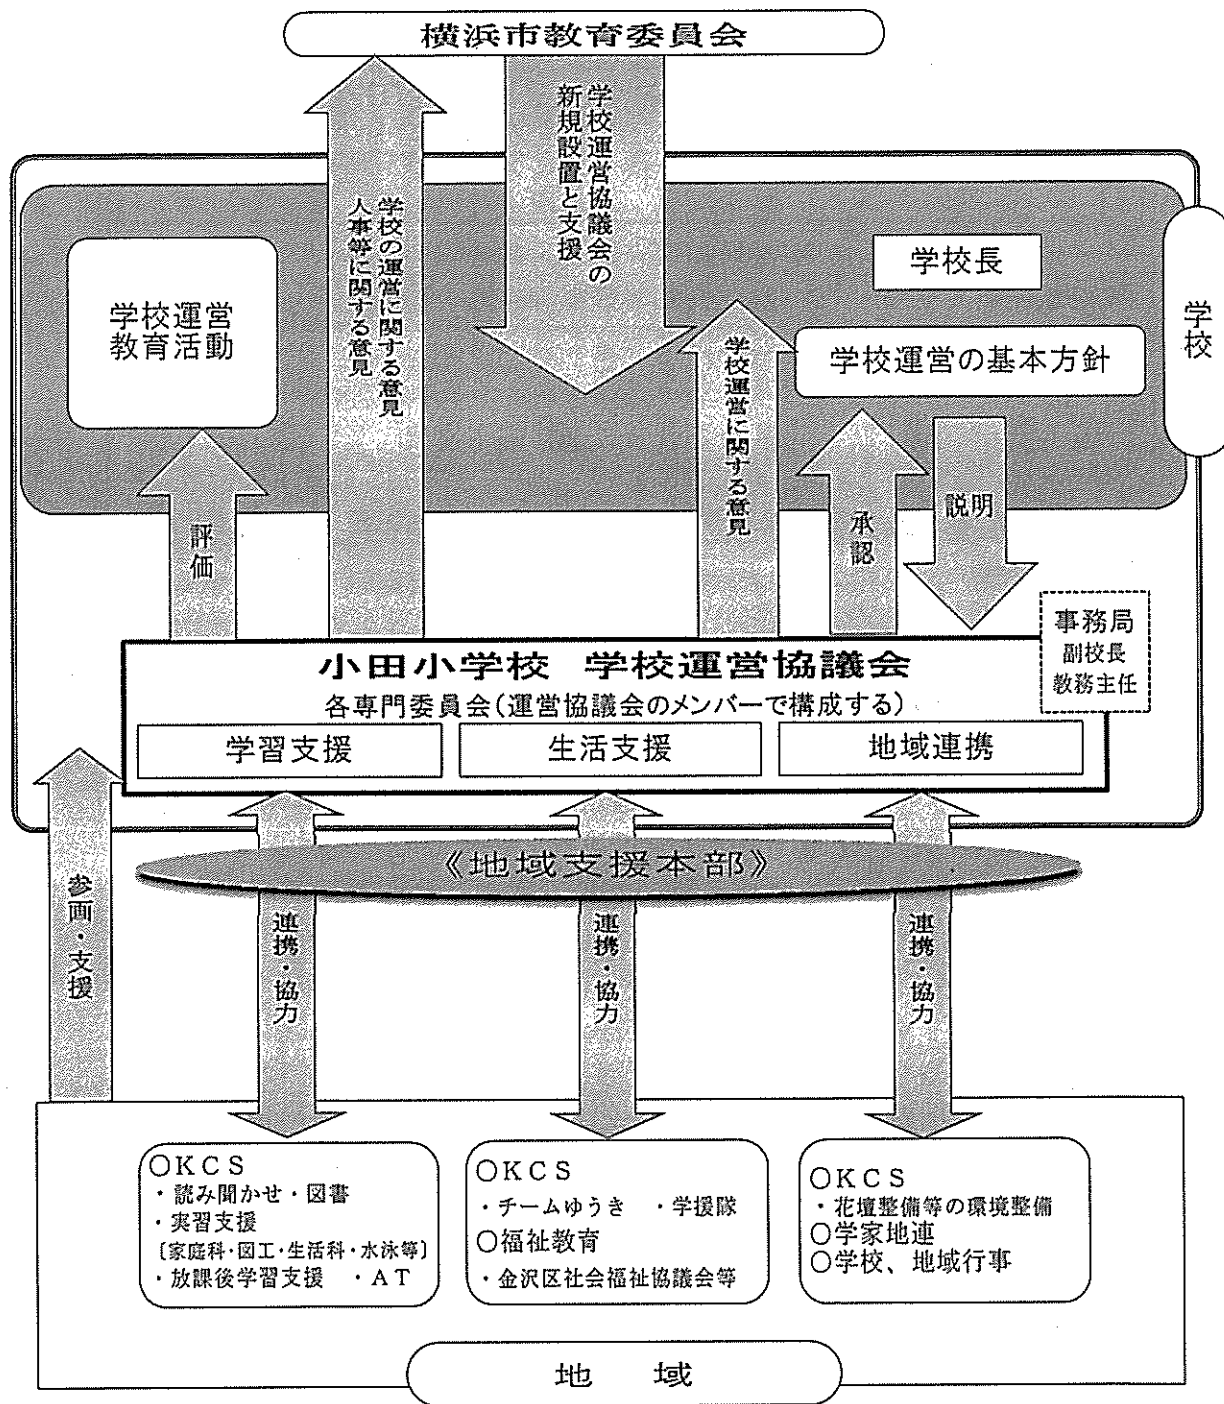 横浜市教育委員会
学校運営協議会の
新規設置と支援
学校の運営に関する意見
人事等に関する意見
学校長
学校
学校運営
教育活動
学校運営の基本方針
学校運営に関する意見
評価
承認
説明
事務局
副校長
教務主任
小田小学校 学校運営協議会
各専門委員会(運営協議会のメンバーで構成する)
学習支援
生活支援
地域連携
《地域支援本部》
参画・支援
連携・協力
連携・協力
連携・協力
○KCS
・読み聞かせ・図書
・実習支援
〔家庭科・図工・生活科・水泳等〕
・放課後学習支援 ・AT
○KCS
・チームゆうき ・学援隊
○福祉教育
・金沢区社会福祉協議会等
○KCS
・花壇整備等の環境整備
○学家地連
○学校、地域行事
地 域